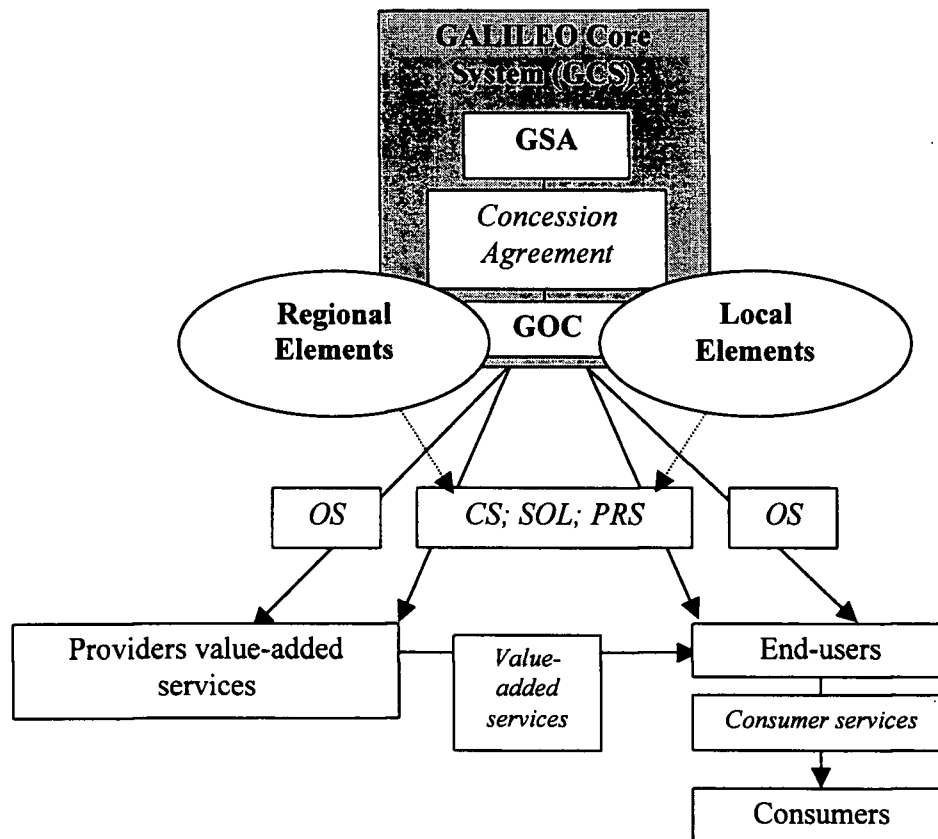 GALILEO Core
System (GCS)
GSA
Concession
Agreement
Regional
Elements
GOC
Local
Elements
OS
CS; SOL; PRS
OS
Providers value-added
services
Value-
added
services
End-users
Consumer services
Consumers